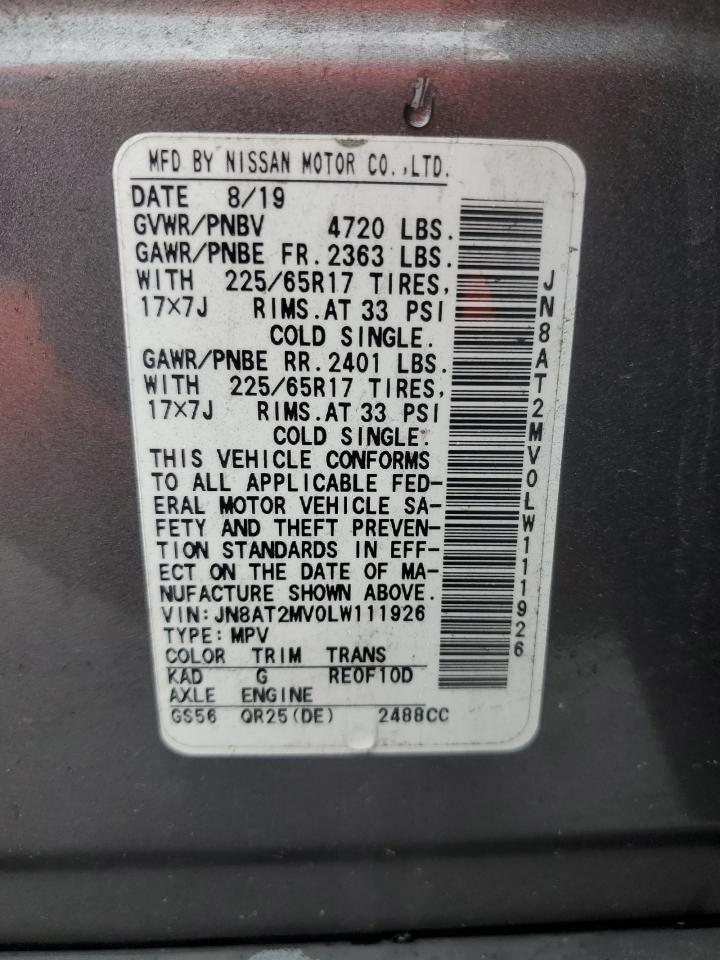 MFD BY NISSAN MOTOR CO.,LTD.
DATE 8/19
GVWR/PNBV 4720 LBS.
GAWR/PNBE FR.2363 LBS.
WITH 225/65R17 TIRES,
17×7J RIMS.AT 33 PSI
COLD SINGLE.
GAWR/PNBE RR.2401 LBS.
WITH 225/65R17 TIRES,
17×7J RIMS.AT 33 PSI
COLD SINGLE.
THIS VEHICLE CONFORMS
TO ALL APPLICABLE FED-
ERAL MOTOR VEHICLE SA-
FETY AND THEFT PREVEN-
TION STANDARDS IN EFF-
ECT ON THE DATE OF MA-
NUFACTURE SHOWN ABOVE.
VIN:JN8AT2MV0LW111926
TYPE:MPV
COLOR TRIM TRANS
KAD G RE0F10D
AXLE ENGINE
GS56 QR25(DE) 2488CC
JN8AT2MV0LW111926